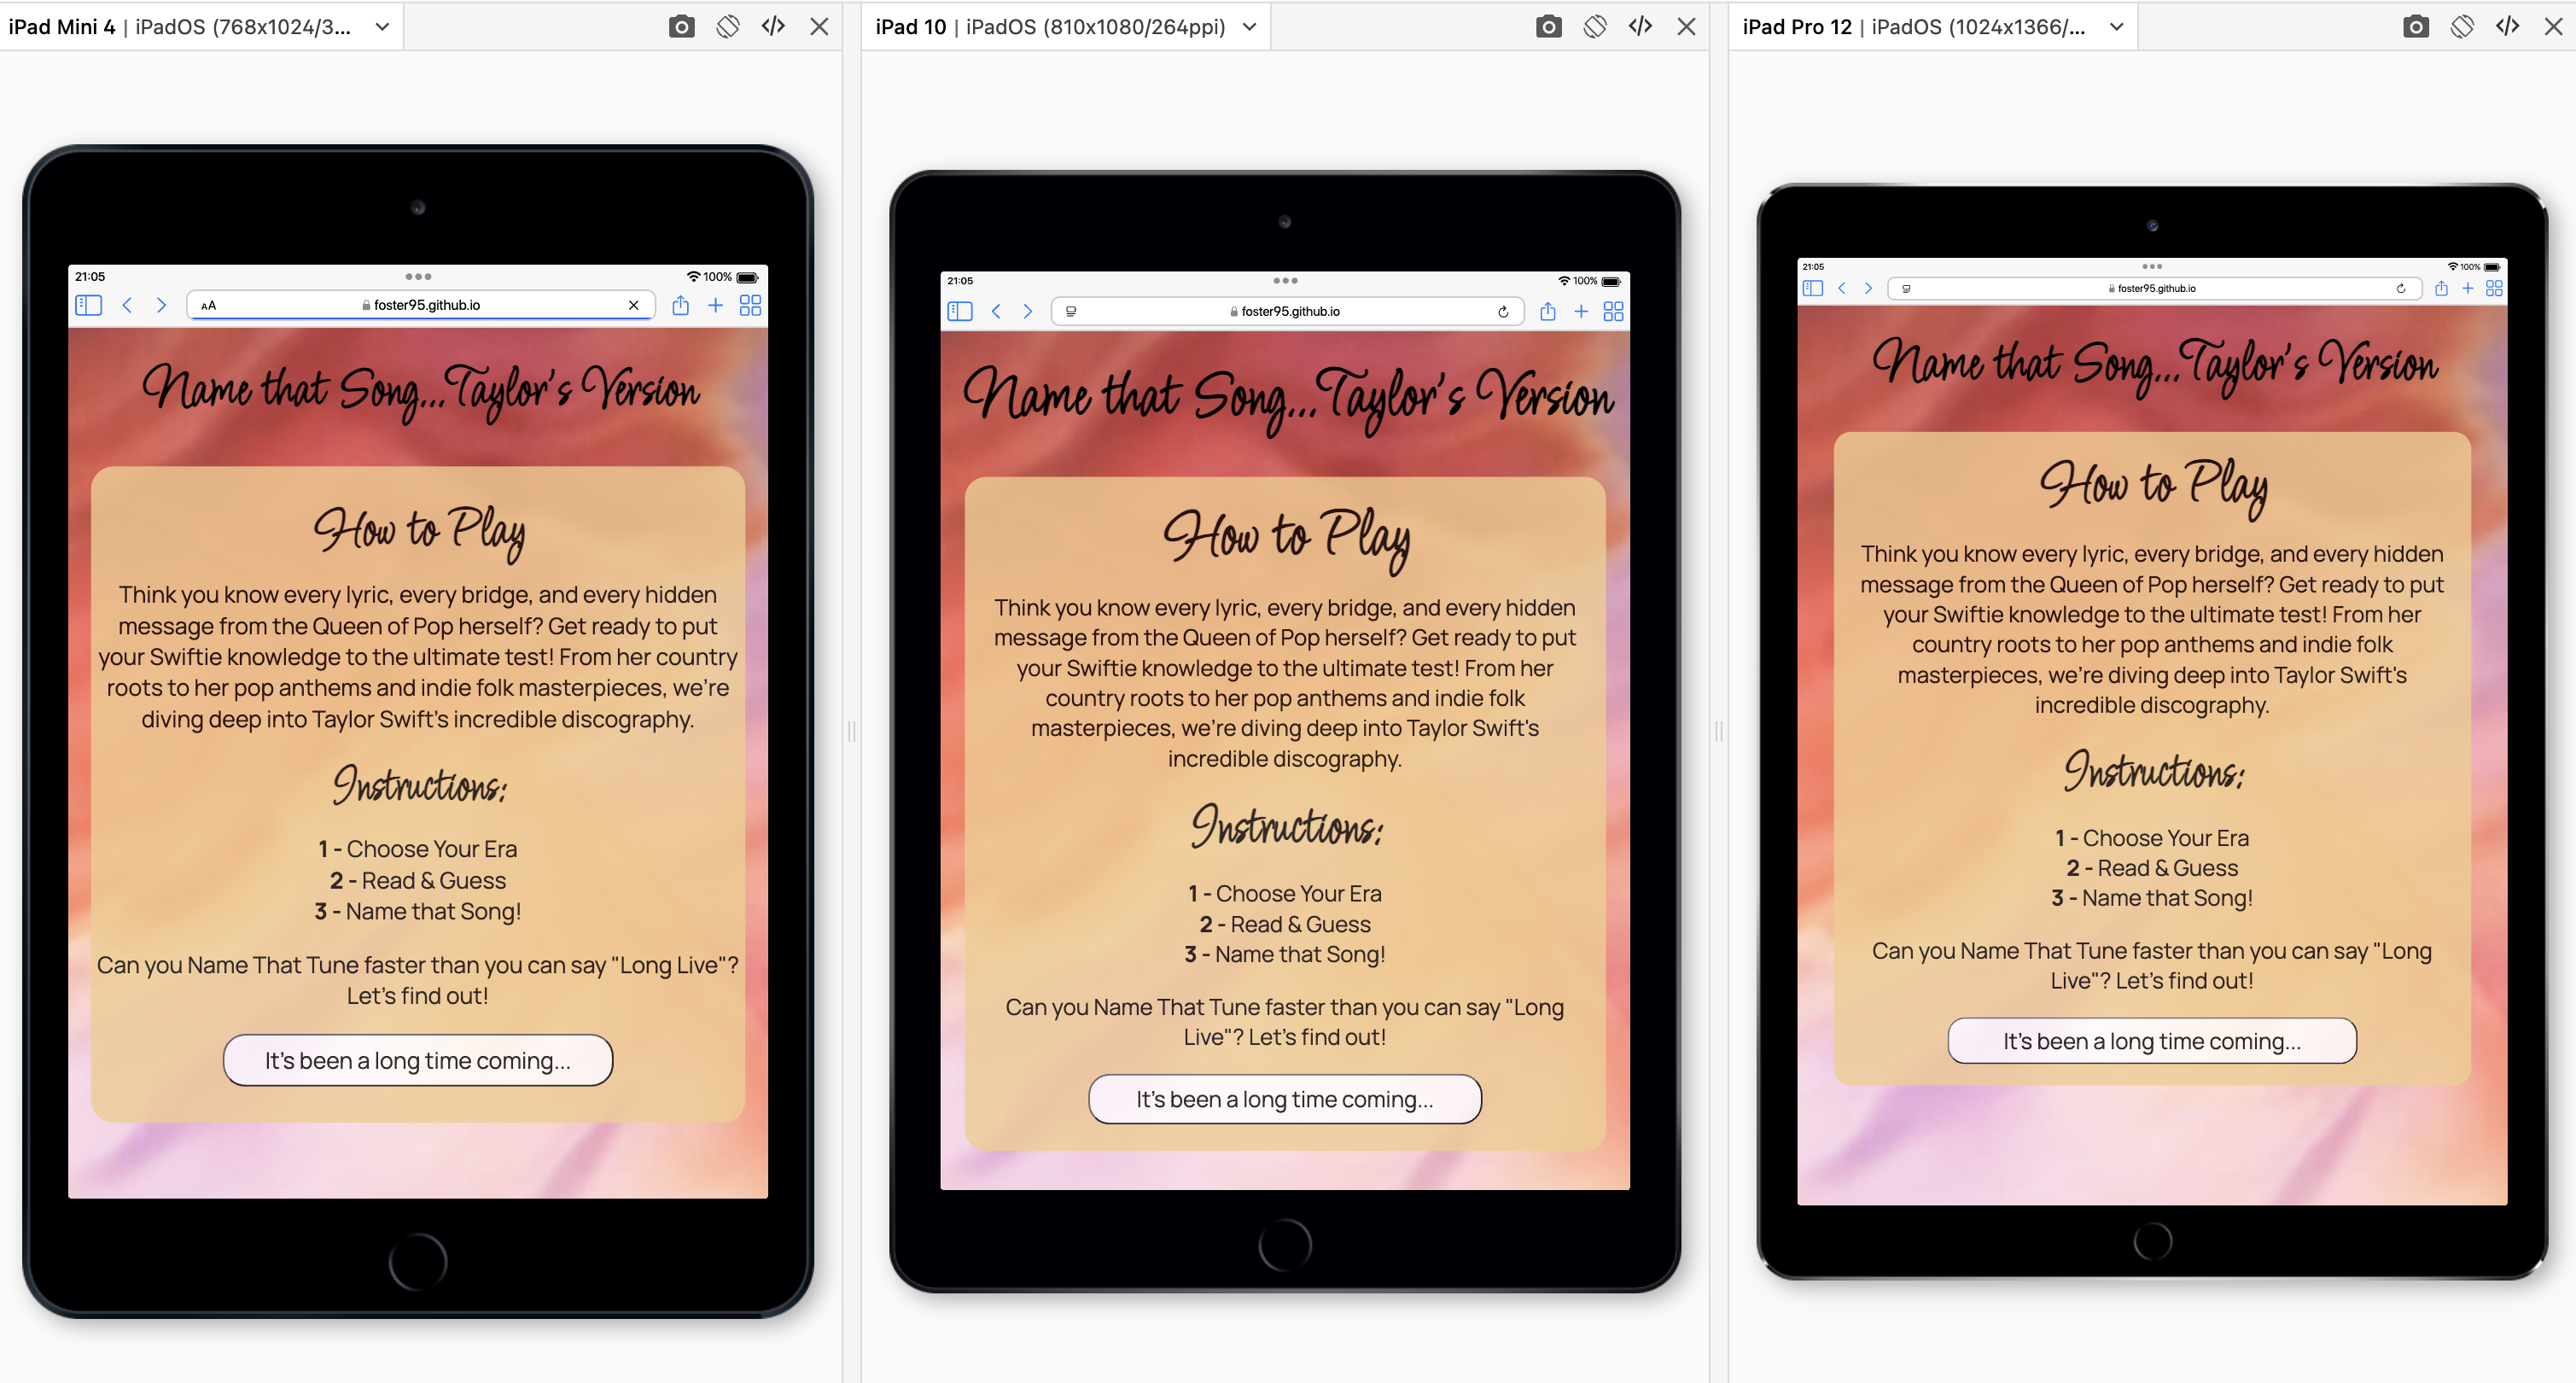 iPad Mini 4 | iPadOS (768x1024/3...
21:05
100%
AA
foster95.github.io
Name that Song...Taylor's Version
How to Play
Think you know every lyric, every bridge, and every hidden
message from the Queen of Pop herself? Get ready to put
your Swiftie knowledge to the ultimate test! From her country
roots to her pop anthems and indie folk masterpieces, we're
diving deep into Taylor Swift's incredible discography.
Instructions:
1 - Choose Your Era
2 - Read & Guess
3 - Name that Song!
Can you Name That Tune faster than you can say "Long Live"?
Let's find out!
It's been a long time coming...
iPad 10 | iPadOS (810x1080/264ppi)
21:05
100%
foster95.github.io
Name that Song...Taylor's Version
How to Play
Think you know every lyric, every bridge, and every hidden
message from the Queen of Pop herself? Get ready to put
your Swiftie knowledge to the ultimate test! From her
country roots to her pop anthems and indie folk
masterpieces, we're diving deep into Taylor Swift's
incredible discography.
Instructions:
1 - Choose Your Era
2 - Read & Guess
3 - Name that Song!
Can you Name That Tune faster than you can say "Long
Live"? Let's find out!
It's been a long time coming...
iPad Pro 12 | iPadOS (1024x1366/...
21:05
100%
foster95.github.io
Name that Song...Taylor's Version
How to Play
Think you know every lyric, every bridge, and every hidden
message from the Queen of Pop herself? Get ready to put
your Swiftie knowledge to the ultimate test! From her
country roots to her pop anthems and indie folk
masterpieces, we're diving deep into Taylor Swift's
incredible discography.
Instructions:
1 - Choose Your Era
2 - Read & Guess
3 - Name that Song!
Can you Name That Tune faster than you can say "Long
Live"? Let's find out!
It's been a long time coming...